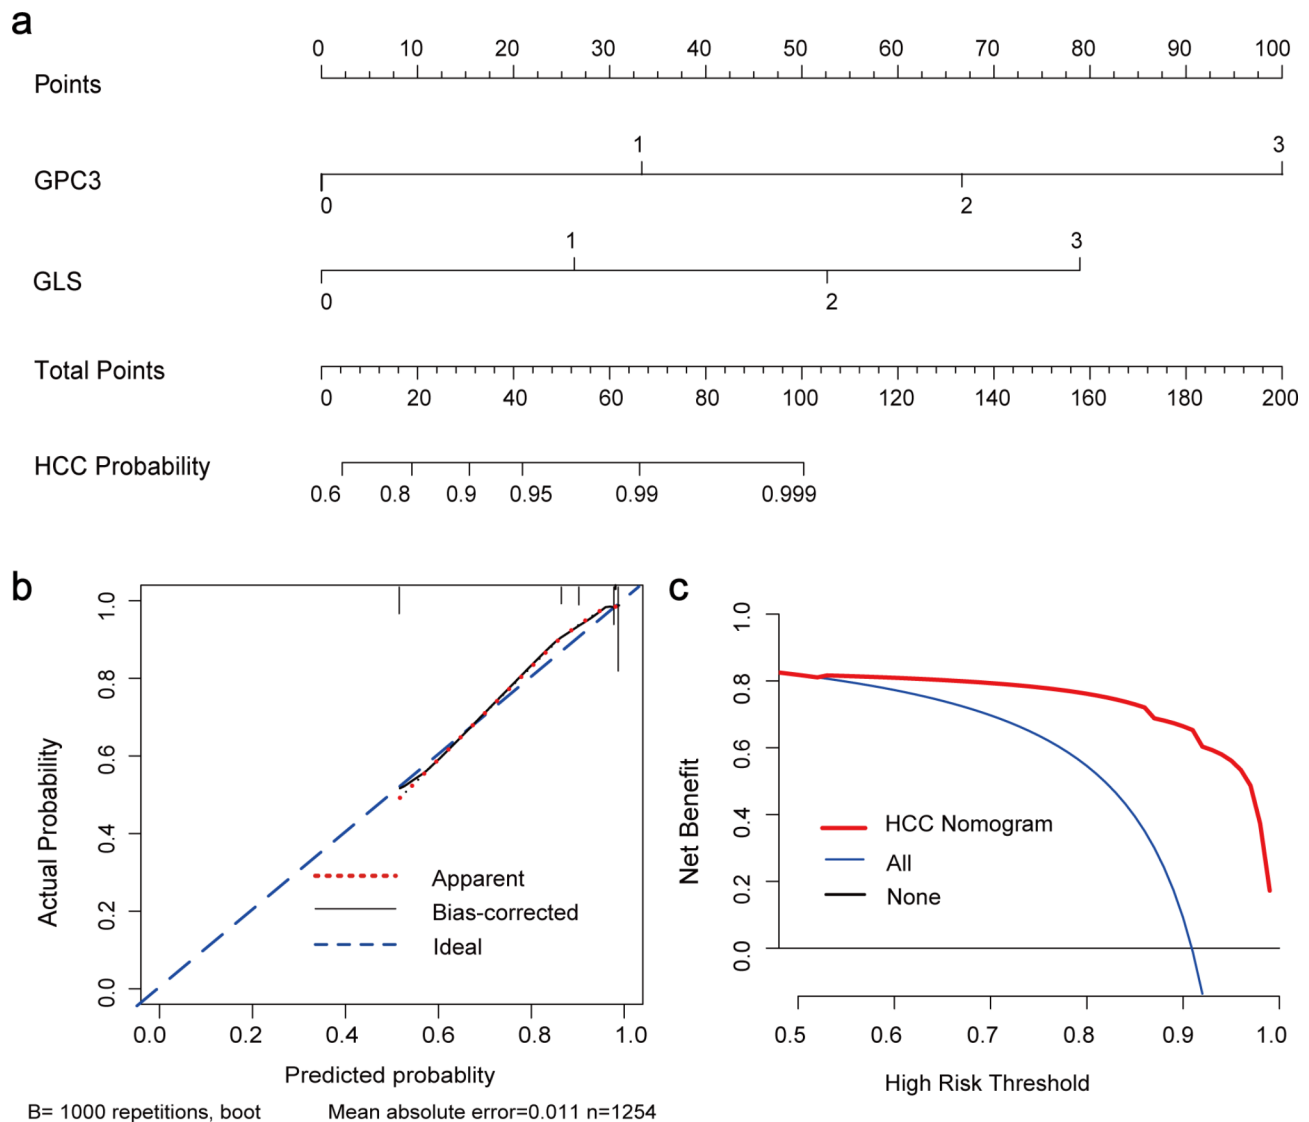 a
0 10 20 30 40 50 60 70 80 90 100
Points
1 3
GPC3
0 2
1 3
GLS
0 2
Total Points
0 20 40 60 80 100 120 140 160 180 200
HCC Probability
0.6 0.8 0.9 0.95 0.99 0.999
b
1.0
0.8
0.6
0.4
0.2
0.0
Actual Probability
Apparent
Bias-corrected
Ideal
0.0 0.2 0.4 0.6 0.8 1.0
Predicted probablity
B= 1000 repetitions, boot Mean absolute error=0.011 n=1254
c
1.0
0.8
0.6
0.4
0.2
0.0
Net Benefit
HCC Nomogram
All
None
0.5 0.6 0.7 0.8 0.9 1.0
High Risk Threshold